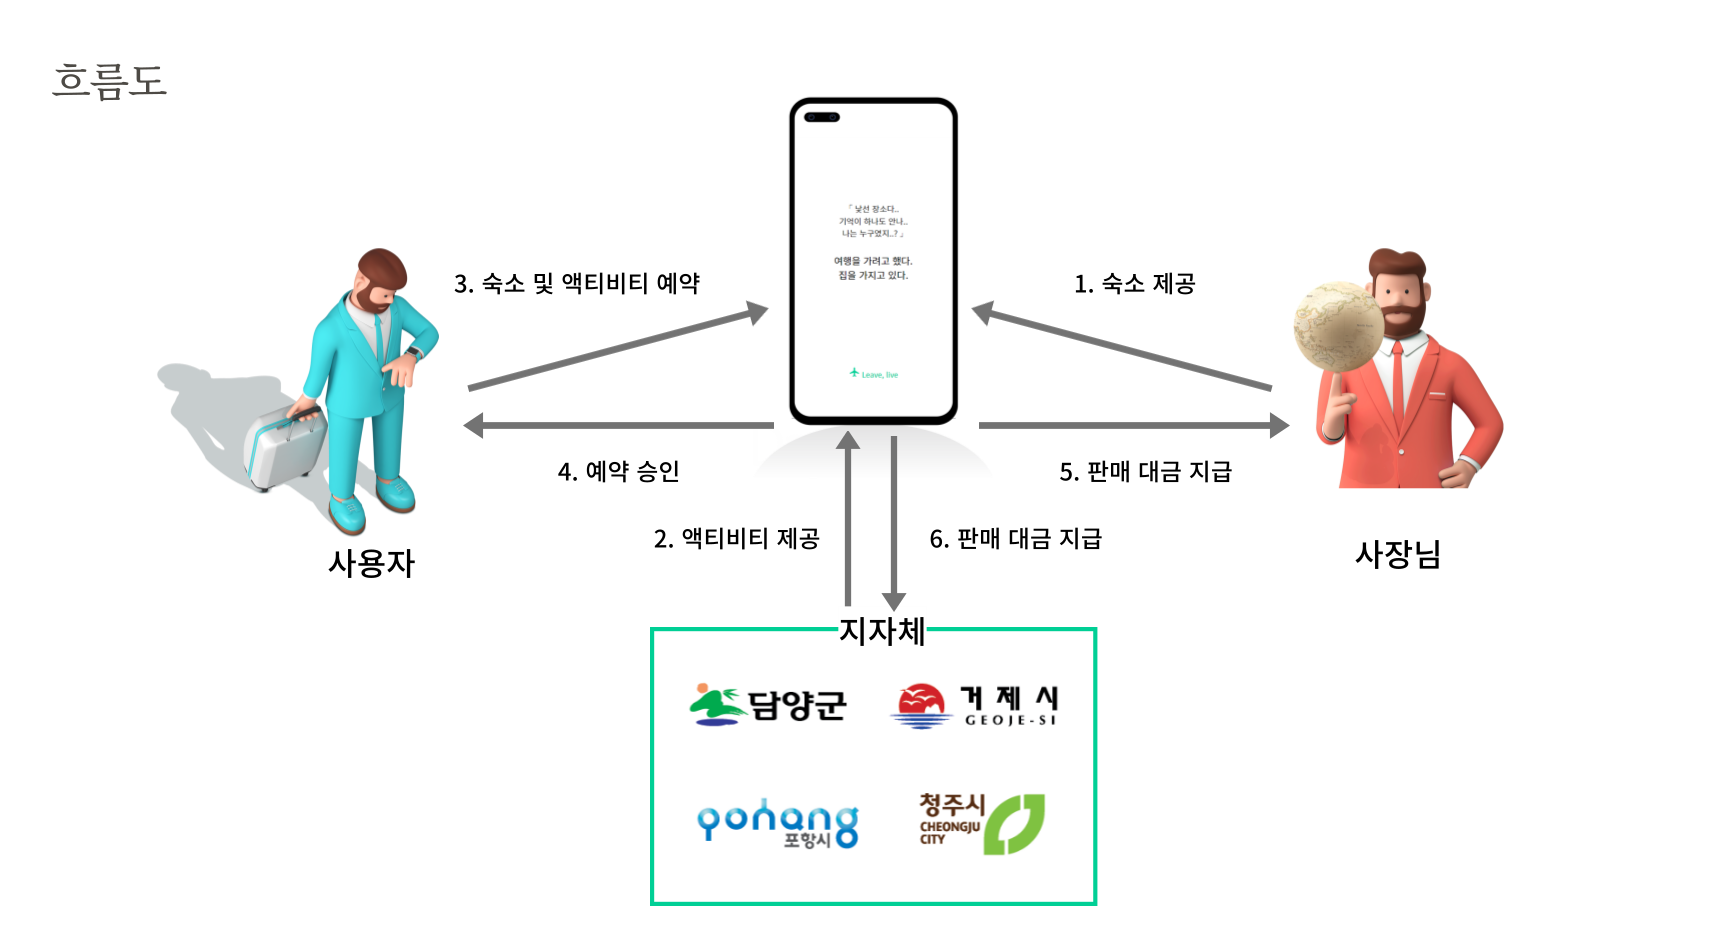 흐름도
「 낯선 장소다..
기억이 하나도 안나..
나는 누구였지..? 」
여행을 가려고 했다.
집을 가지고 있다.
Leave, live
3. 숙소 및 액티비티 예약
1. 숙소 제공
4. 예약 승인
5. 판매 대금 지급
2. 액티비티 제공
6. 판매 대금 지급
사용자
사장님
지자체
담양군
거제시
GEOJE-SI
pohang
포항시
청주시
CHEONGJU
CITY